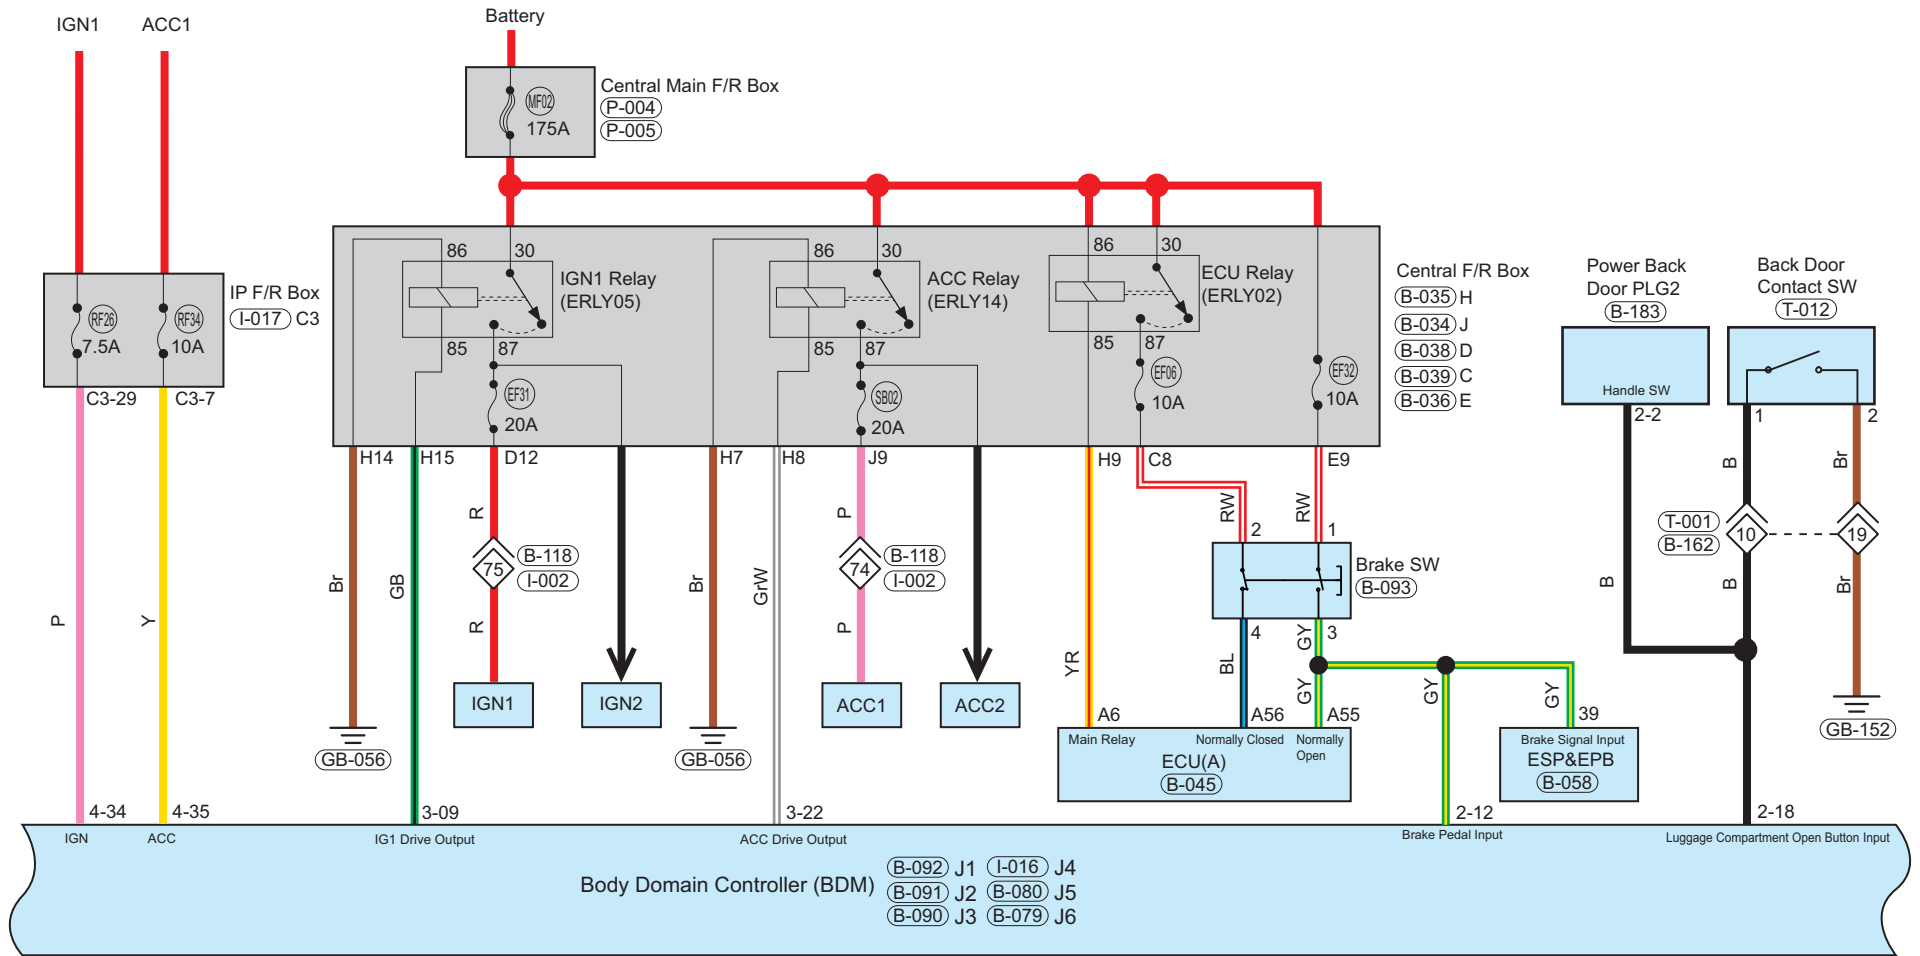 IGN1
ACC1
Battery
MF02
175A
Central Main F/R Box
P-004
P-005
RF26
7.5A
RF34
10A
IP F/R Box
I-017 C3
C3-29
C3-7
86
30
IGN1 Relay
(ERLY05)
85
87
EF31
20A
86
30
ACC Relay
(ERLY14)
85
87
SB02
20A
86
30
ECU Relay
(ERLY02)
85
87
EF06
10A
EF32
10A
Central F/R Box
B-035 H
B-034 J
B-038 D
B-039 C
B-036 E
Power Back
Door PLG2
B-183
Handle SW
2-2
Back Door
Contact SW
T-012
1
2
H14
H15
D12
H7
H8
J9
H9
C8
E9
R
P
RW
RW
B
Br
75
B-118
I-002
74
B-118
I-002
2
1
Brake SW
B-093
4
3
T-001
B-162
10
19
P
Y
Br
GB
R
Br
GrW
P
YR
BL
GY
GY
GY
GY
B
B
Br
IGN1
IGN2
ACC1
ACC2
GB-056
GB-056
GB-152
A6
A56
A55
39
Main Relay
Normally Closed
Normally
Open
ECU(A)
B-045
Brake Signal Input
ESP&EPB
B-058
4-34
4-35
3-09
3-22
2-12
2-18
IGN
ACC
IG1 Drive Output
ACC Drive Output
Brake Pedal Input
Luggage Compartment Open Button Input
Body Domain Controller (BDM)
B-092 J1 I-016 J4
B-091 J2 B-080 J5
B-090 J3 B-079 J6